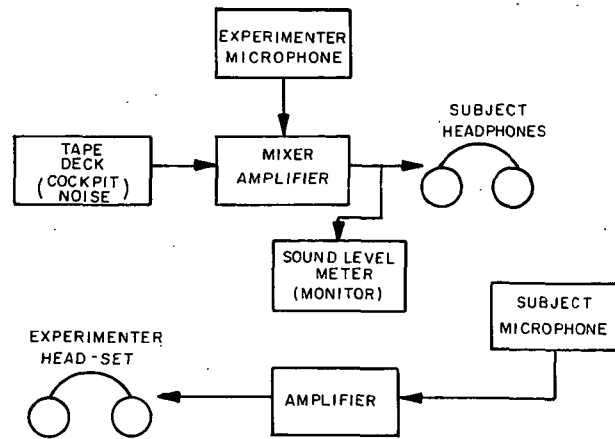 EXPERIMENTER
MICROPHONE
SUBJECT
HEADPHONES
TAPE
DECK
(COCKPIT
NOISE)
MIXER
AMPLIFIER
SOUND LEVEL
METER
(MONITOR)
SUBJECT
MICROPHONE
EXPERIMENTER
HEAD-SET
AMPLIFIER